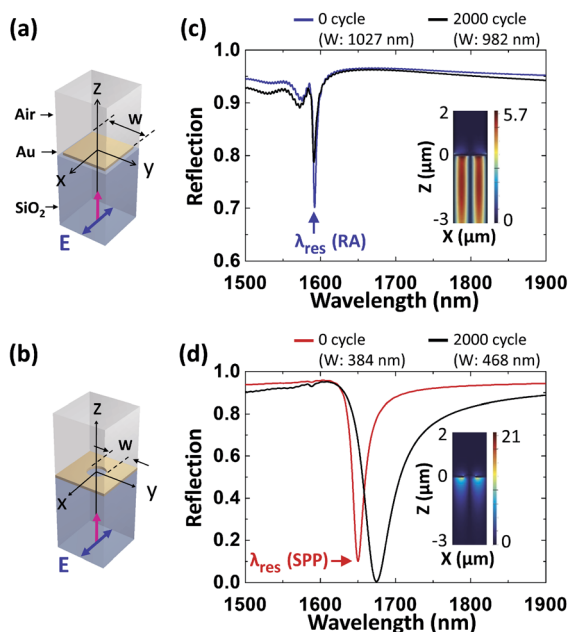 (a)
Z
Air
W
Au
X
y
SiO₂
E
(c)
0 cycle
(W: 1027 nm)
2000 cycle
(W: 982 nm)
Reflection
1.0
0.9
0.8
0.7
0.6
λres (RA)
2
Z (μm)
-3
X (μm)
5.7
0
1500 1600 1700 1800 1900
Wavelength (nm)
(b)
Z
W
X
y
E
(d)
0 cycle
(W: 384 nm)
2000 cycle
(W: 468 nm)
Reflection
1.0
0.8
0.6
0.4
0.2
0.0
λres (SPP)
2
Z (μm)
-3
X (μm)
21
0
1500 1600 1700 1800 1900
Wavelength (nm)